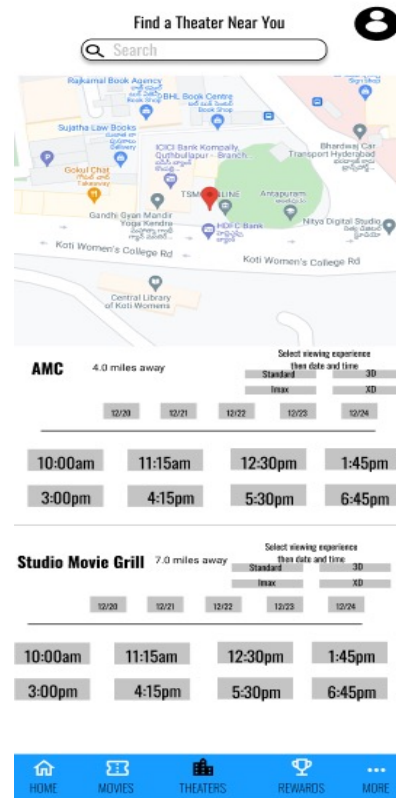 Find a Theater Near You
Search
Rajkamal Book Agency
Book Shop
BHL Book Centre
Book Shop
Sign Shop
Sujatha Law Books
Delivery
ICICI Bank Kompally,
Quthbullapur - Branch
Bhardwaj Car
Transport Hyderabad
Gokul Chat
Takeaway
TSM
LINE
Antapuram
Gandhi Gyan Mandir
Yoga Kendra
HDFC Bank
Nitya Digital Studio
Koti Women's College Rd
Koti Women's College Rd
Central Library
of Koti Womens
AMC
4.0 miles away
Select viewing experience
then date and time
Standard 3D
Imax XD
12/20 12/21 12/22 12/23 12/24
10:00am 11:15am 12:30pm 1:45pm
3:00pm 4:15pm 5:30pm 6:45pm
Studio Movie Grill
7.0 miles away
Select viewing experience
then date and time
Standard 3D
Imax XD
12/20 12/21 12/22 12/23 12/24
10:00am 11:15am 12:30pm 1:45pm
3:00pm 4:15pm 5:30pm 6:45pm
HOME MOVIES THEATERS REWARDS MORE